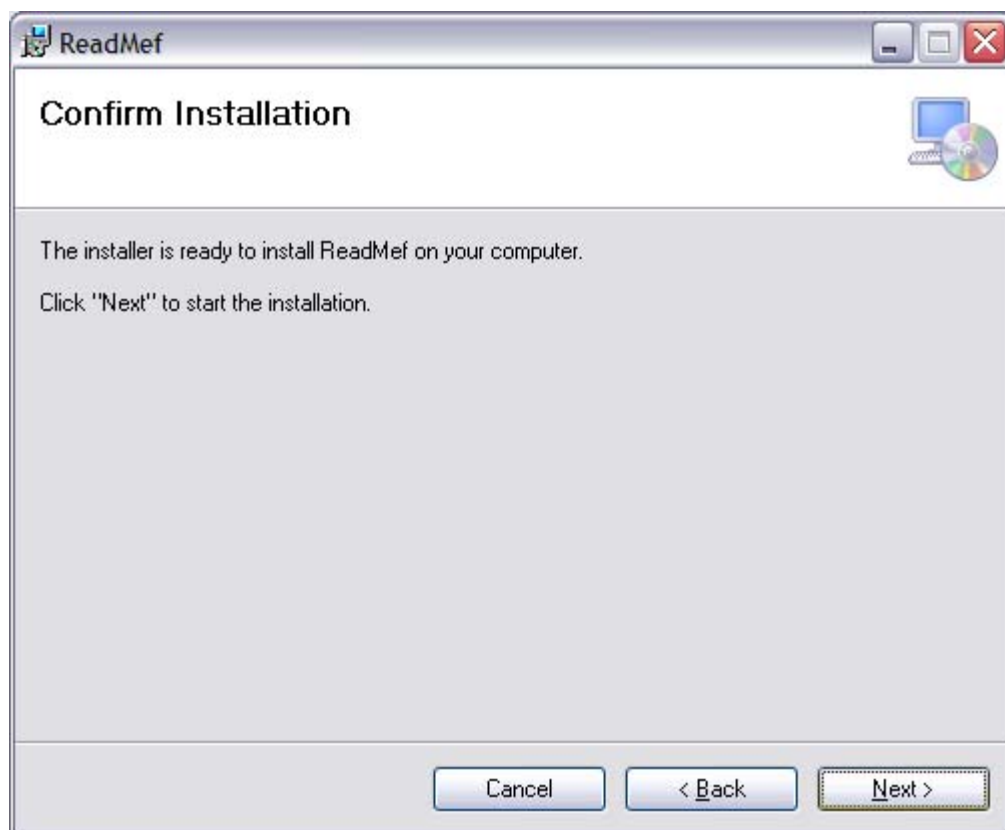 ReadMef
Confirm Installation
The installer is ready to install ReadMef on your computer.
Click "Next" to start the installation.
Cancel
< Back
Next >